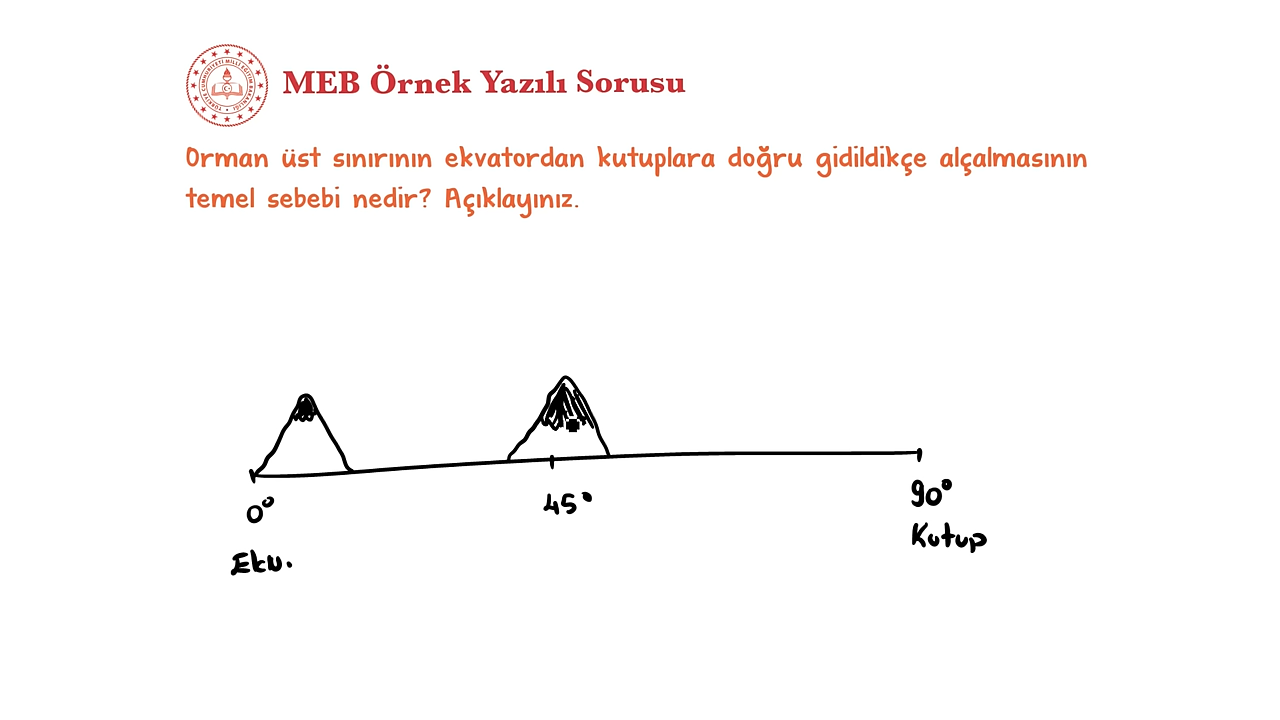 MEB Örnek Yazılı Sorusu
Orman üst sınırının ekvatordan kutuplara doğru gidildikçe alçalmasının
temel sebebi nedir? Açıklayınız.
0° 45° 90°
Ekv. Kutup